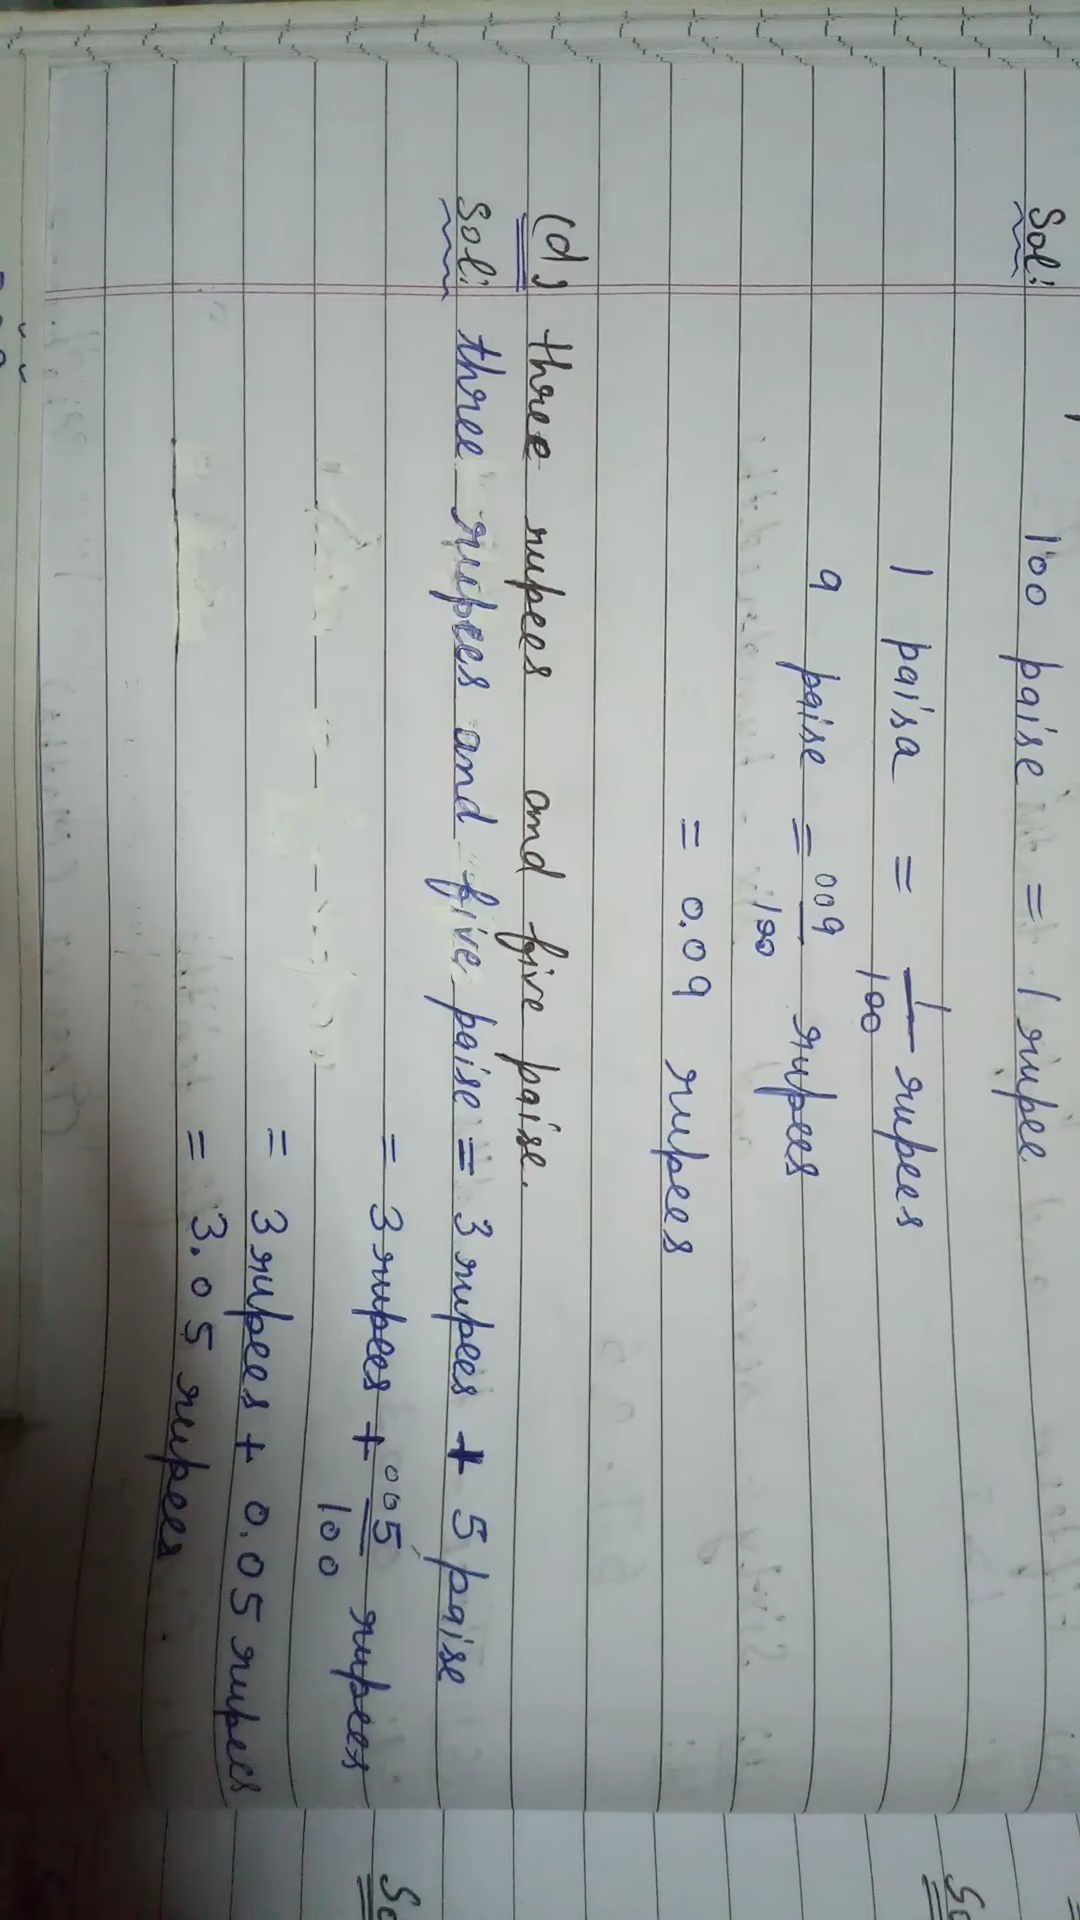 Sol: 100 paise = 1 rupee
1 paisa = 1/100 rupees
9 paise = 009/100 rupees
= 0.09 rupees
(d) three rupees and five paise.
Sol: three rupees and five paise = 3 rupees + 5 paise
= 3 rupees + 005/100 rupees
= 3 rupees + 0.05 rupees
= 3.05 rupees